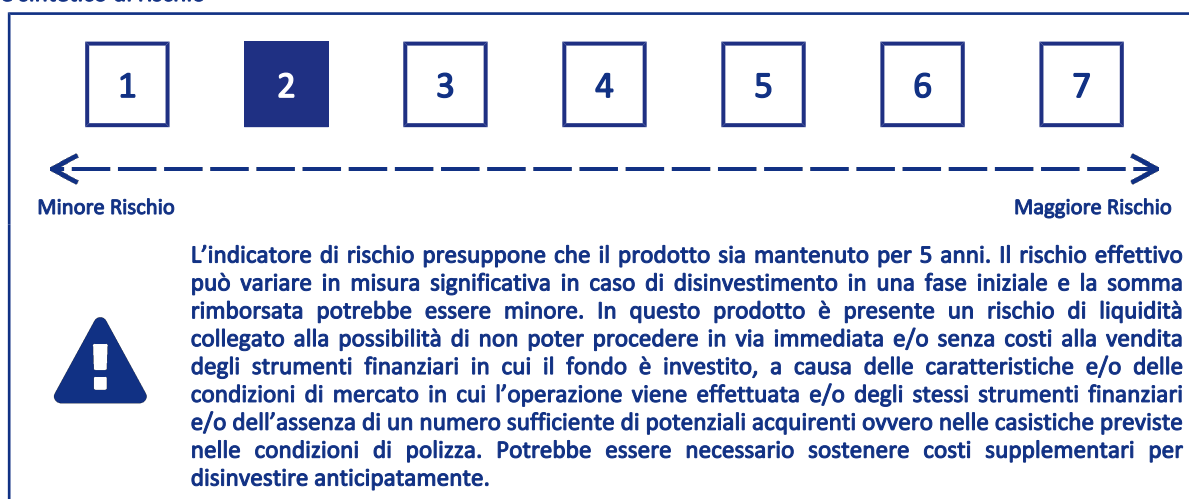 sintetico di rischio
1 2 3 4 5 6 7
Minore Rischio Maggiore Rischio
L'indicatore di rischio presuppone che il prodotto sia mantenuto per 5 anni. Il rischio effettivo
può variare in misura significativa in caso di disinvestimento in una fase iniziale e la somma
rimborsata potrebbe essere minore. In questo prodotto è presente un rischio di liquidità
collegato alla possibilità di non poter procedere in via immediata e/o senza costi alla vendita
degli strumenti finanziari in cui il fondo è investito, a causa delle caratteristiche e/o delle
condizioni di mercato in cui l'operazione viene effettuata e/o degli stessi strumenti finanziari
e/o dell'assenza di un numero sufficiente di potenziali acquirenti ovvero nelle casistiche previste
nelle condizioni di polizza. Potrebbe essere necessario sostenere costi supplementari per
disinvestire anticipatamente.